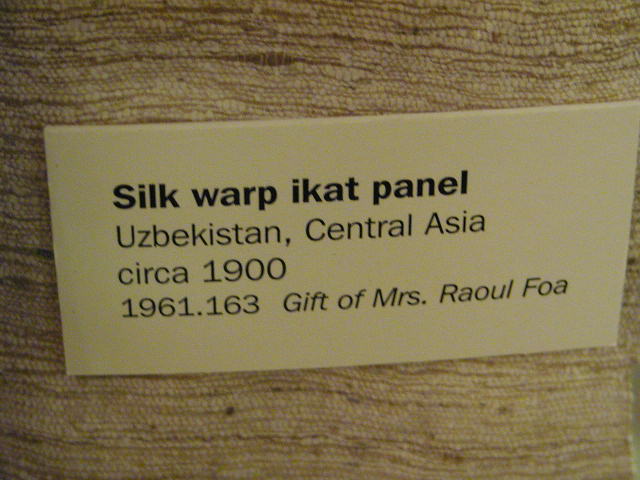 Silk warp ikat panel
Uzbekistan, Central Asia
circa 1900
1961.163 Gift of Mrs. Raoul Foa